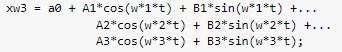 xw3 = a0 + A1*cos(w*1*t) + B1*sin(w*1*t) +...
A2*cos(w*2*t) + B2*sin(w*2*t) +...
A3*cos(w*3*t) + B3*sin(w*3*t);